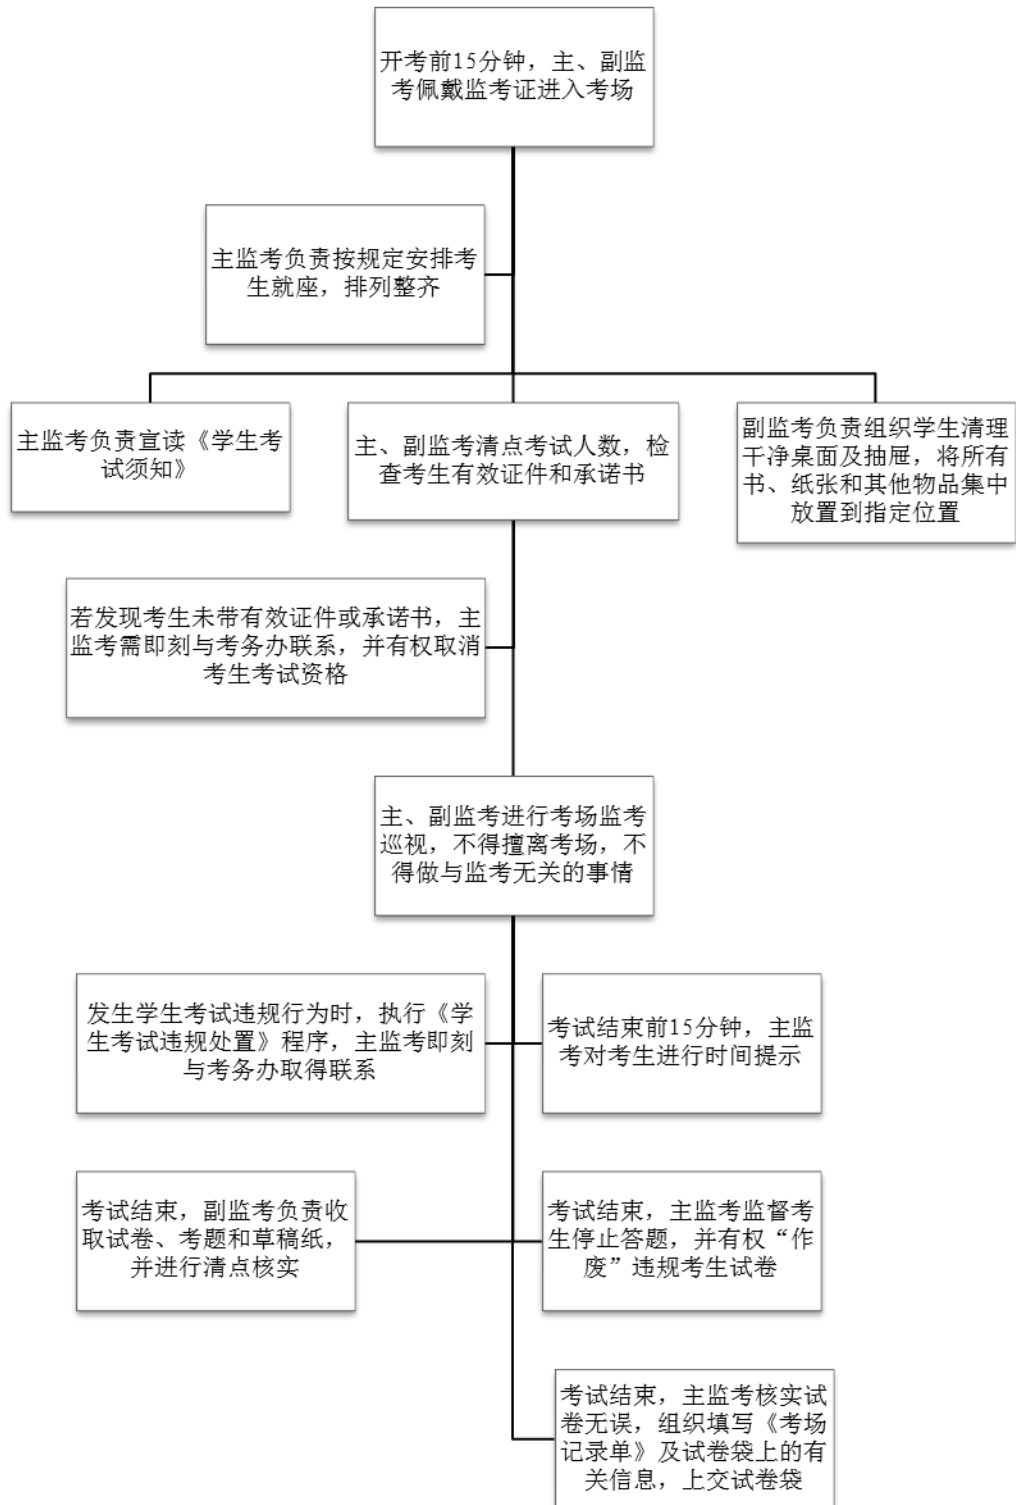 开考前15分钟，主、副监
考佩戴监考证进入考场
主监考负责按规定安排考
生就座，排列整齐
主监考负责宣读《学生考
试须知》
主、副监考清点考试人数，检
查考生有效证件和承诺书
副监考负责组织学生清理
干净桌面及抽屉，将所有
书、纸张和其他物品集中
放置到指定位置
若发现考生未带有效证件或承诺书，主
监考需即刻与考务办联系，并有权取消
考生考试资格
主、副监考进行考场监考
巡视，不得擅离考场，不
得做与监考无关的事情
发生学生考试违规行为时，执行《学
生考试违规处置》程序，主监考即刻
与考务办取得联系
考试结束前15分钟，主监
考对考生进行时间提示
考试结束，副监考负责收
取试卷、考题和草稿纸，
并进行清点核实
考试结束，主监考监督考
生停止答题，并有权“作
废”违规考生试卷
考试结束，主监考核实试
卷无误，组织填写《考场
记录单》及试卷袋上的有
关信息，上交试卷袋